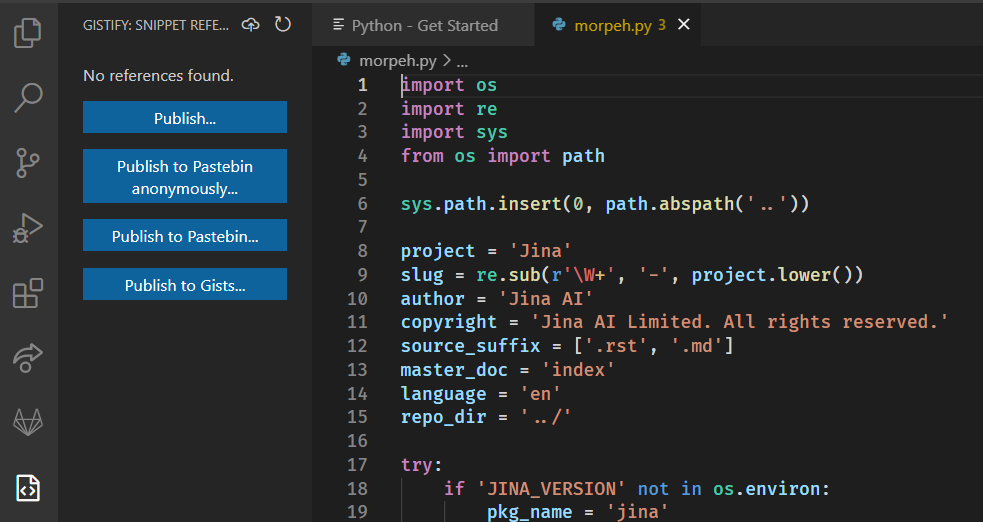 GISTIFY: SNIPPET REFE...
No references found.
Publish...
Publish to Pastebin
anonymously...
Publish to Pastebin...
Publish to Gists...
Python - Get Started
morpeh.py 3
morpeh.py > ...
1 import os
2 import re
3 import sys
4 from os import path
5
6 sys.path.insert(0, path.abspath('..'))
7
8 project = 'Jina'
9 slug = re.sub(r'\W+', '-', project.lower())
10 author = 'Jina AI'
11 copyright = 'Jina AI Limited. All rights reserved.'
12 source_suffix = ['.rst', '.md']
13 master_doc = 'index'
14 language = 'en'
15 repo_dir = '../'
16
17 try:
18     if 'JINA_VERSION' not in os.environ:
19         pkg_name = 'jina'